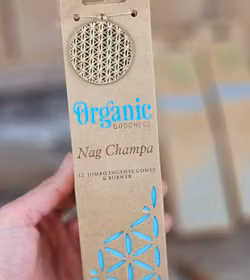 Organic
GOODNESS
Nag Champa
12 JUMBO INCENSE CONES
& BURNER